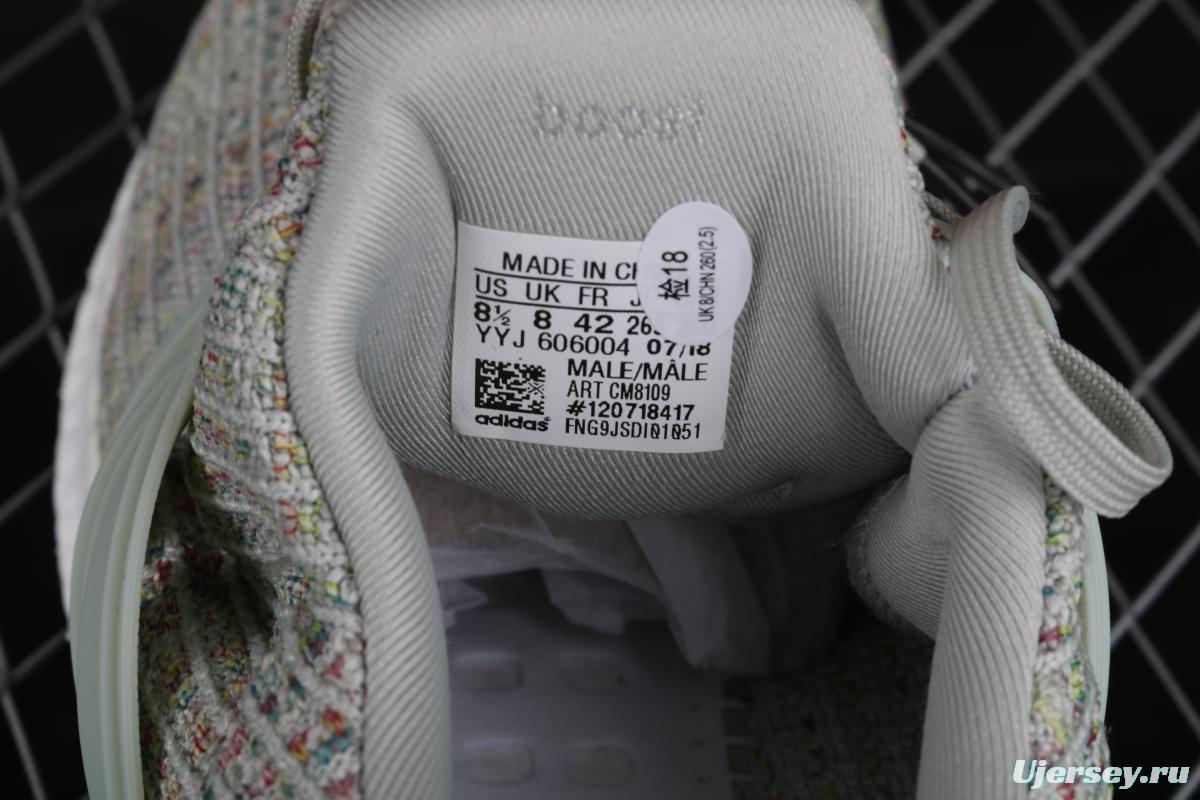 boost
MADE IN CH
US UK FR J
8½ 8 42 26
YYJ 606004 07/18
MALE/MÂLE
ART CM8109
#120718417
FNG9JSDI01051
adidas
检18
UK 8/CHN 260(2.5)
Ujersey.ru